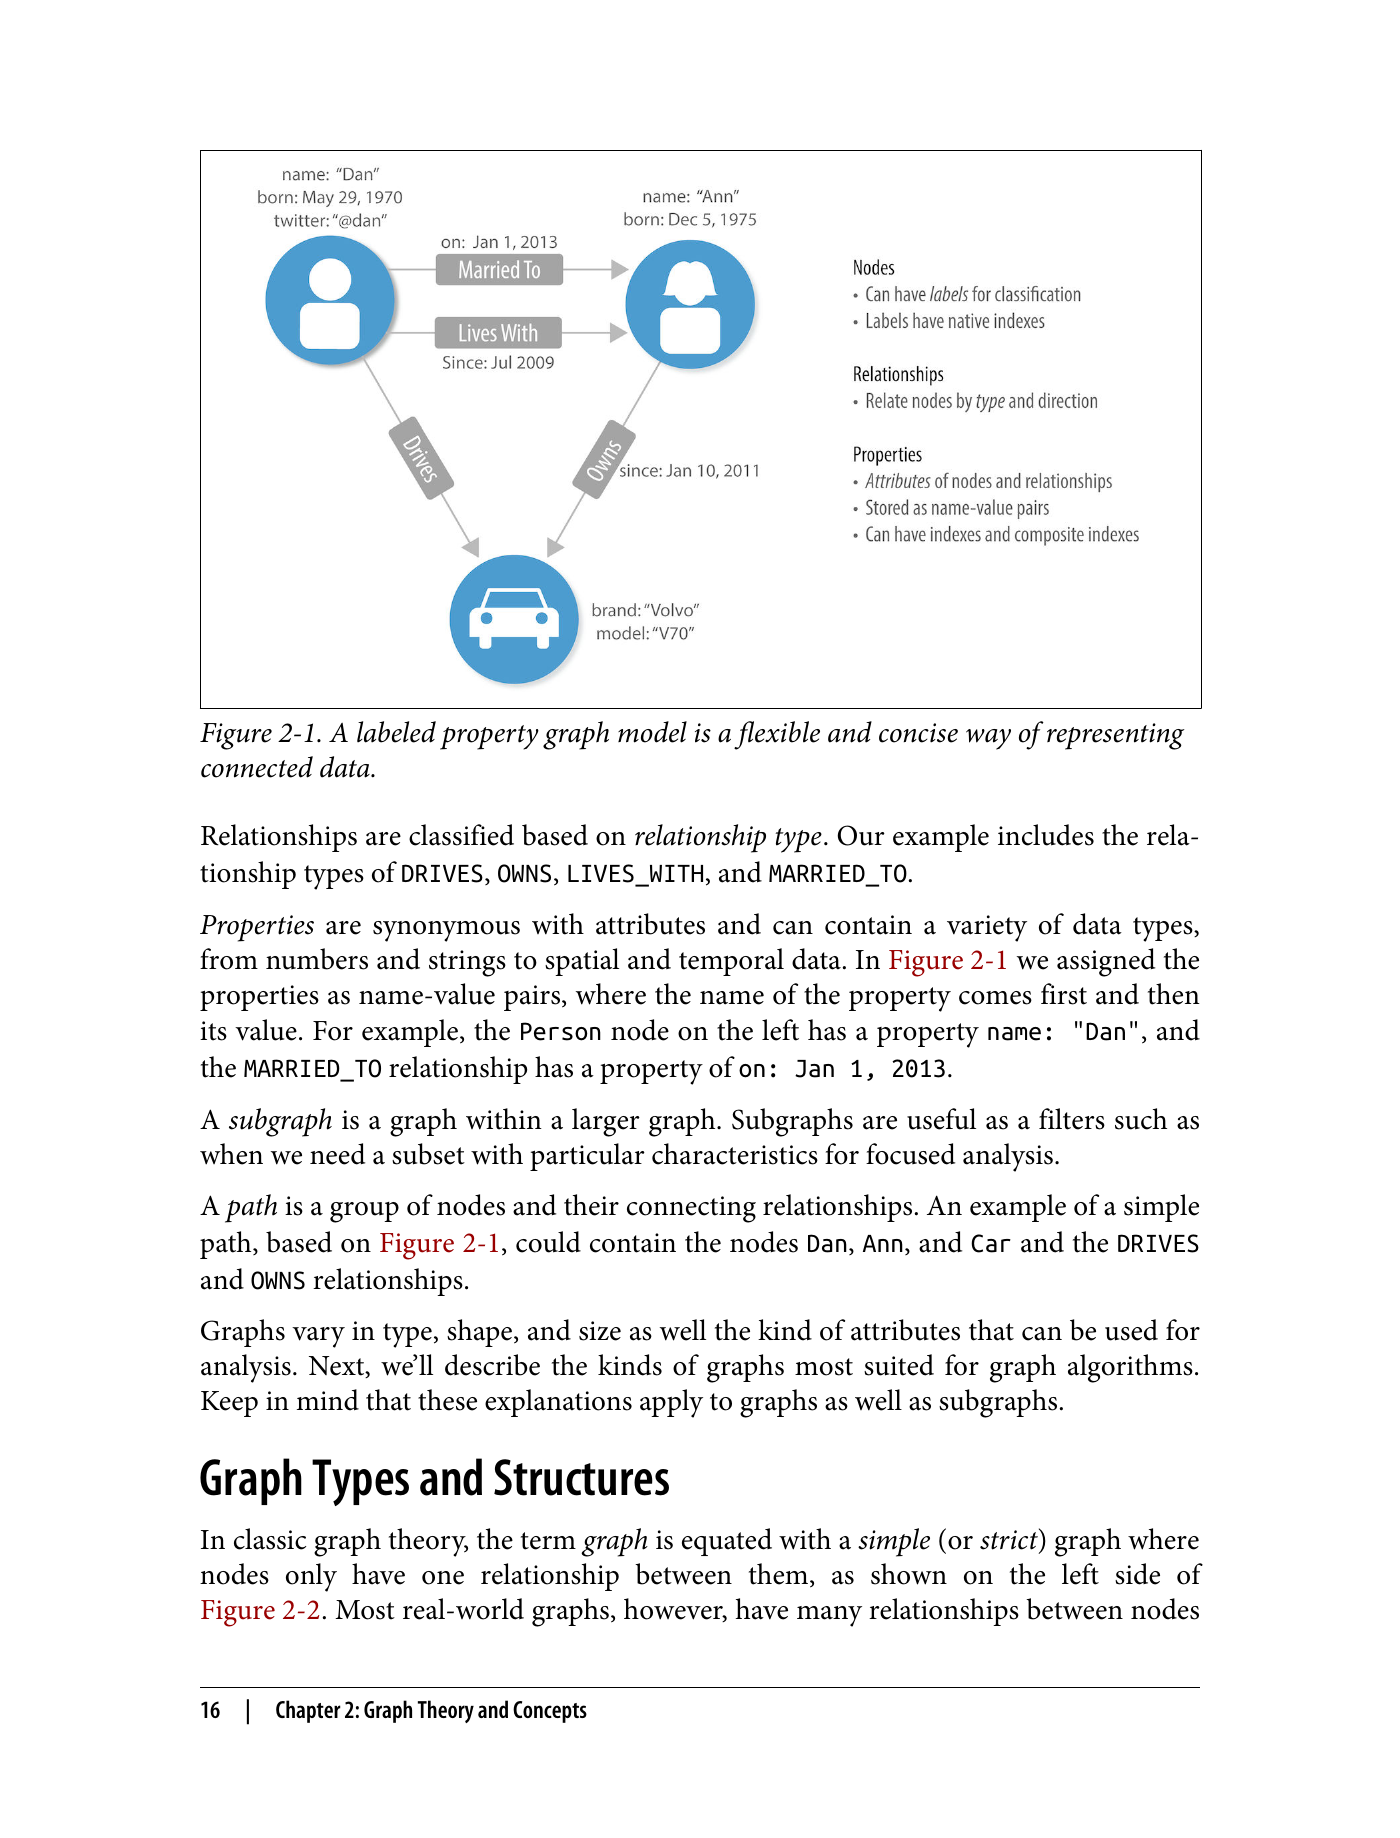 name: “Dan”
born: May 29, 1970
twitter: “@dan”
name: “Ann”
born: Dec 5, 1975
on: Jan 1, 2013
Married To
Lives With
Since: Jul 2009
Drives
Owns
since: Jan 10, 2011
brand: “Volvo”
model: “V70”
Nodes
• Can have labels for classification
• Labels have native indexes
Relationships
• Relate nodes by type and direction
Properties
• Attributes of nodes and relationships
• Stored as name-value pairs
• Can have indexes and composite indexes
Figure 2-1. A labeled property graph model is a flexible and concise way of representing
connected data.
Relationships are classified based on relationship type. Our example includes the rela-
tionship types of DRIVES, OWNS, LIVES_WITH, and MARRIED_TO.
Properties are synonymous with attributes and can contain a variety of data types,
from numbers and strings to spatial and temporal data. In Figure 2-1 we assigned the
properties as name-value pairs, where the name of the property comes first and then
its value. For example, the Person node on the left has a property name: "Dan", and
the MARRIED_TO relationship has a property of on: Jan 1, 2013.
A subgraph is a graph within a larger graph. Subgraphs are useful as a filters such as
when we need a subset with particular characteristics for focused analysis.
A path is a group of nodes and their connecting relationships. An example of a simple
path, based on Figure 2-1, could contain the nodes Dan, Ann, and Car and the DRIVES
and OWNS relationships.
Graphs vary in type, shape, and size as well the kind of attributes that can be used for
analysis. Next, we’ll describe the kinds of graphs most suited for graph algorithms.
Keep in mind that these explanations apply to graphs as well as subgraphs.
Graph Types and Structures
In classic graph theory, the term graph is equated with a simple (or strict) graph where
nodes only have one relationship between them, as shown on the left side of
Figure 2-2. Most real-world graphs, however, have many relationships between nodes
16 | Chapter 2: Graph Theory and Concepts